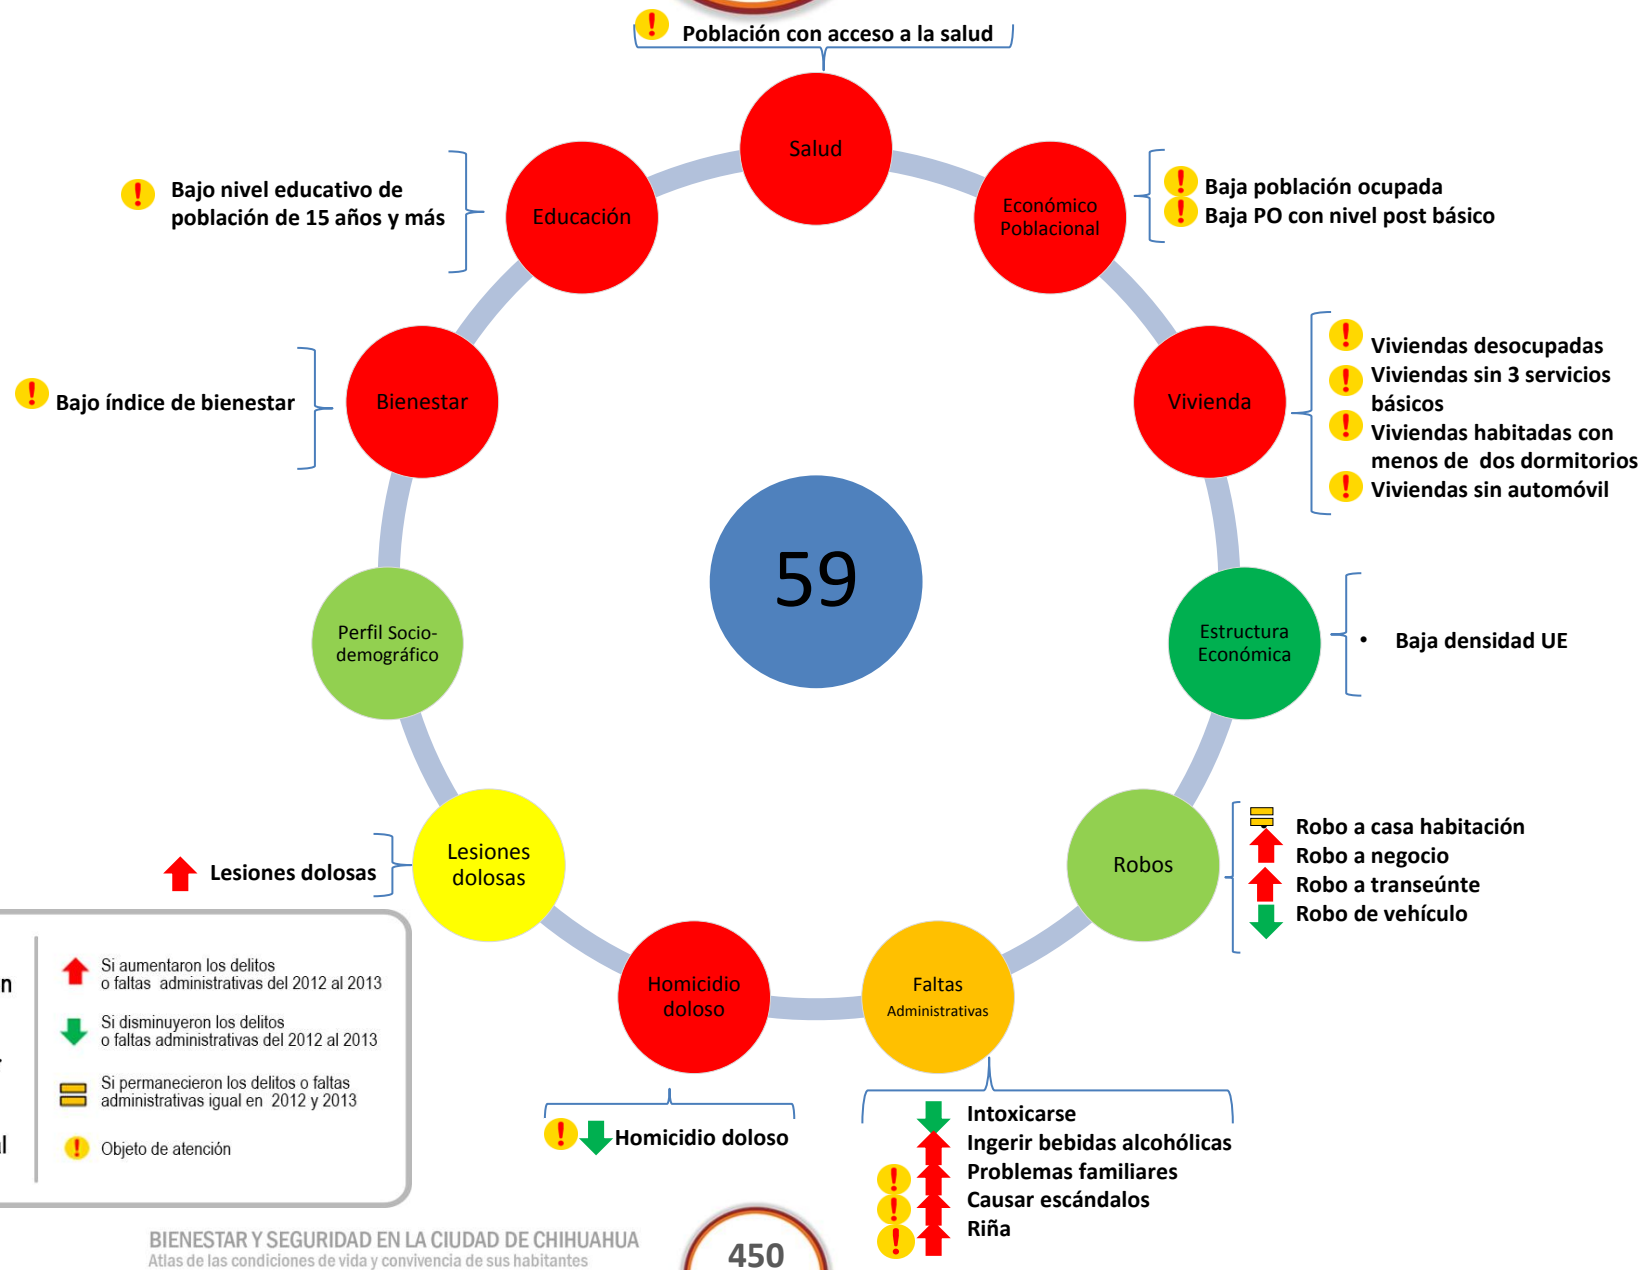 Población con acceso a la salud
Salud
Bajo nivel educativo de
población de 15 años y más
Educación
Económico
Poblacional
Baja población ocupada
Baja PO con nivel post básico
Bajo índice de bienestar
Bienestar
Vivienda
Viviendas desocupadas
Viviendas sin 3 servicios
básicos
Viviendas habitadas con
menos de dos dormitorios
Viviendas sin automóvil
59
Perfil Socio-
demográfico
Estructura
Económica
• Baja densidad UE
Lesiones dolosas
Lesiones
dolosas
Robos
Robo a casa habitación
Robo a negocio
Robo a transeúnte
Robo de vehículo
Homicidio
doloso
Faltas
Administrativas
Homicidio doloso
Intoxicarse
Ingerir bebidas alcohólicas
Problemas familiares
Causar escándalos
Riña
Si aumentaron los delitos
o faltas administrativas del 2012 al 2013
Si disminuyeron los delitos
o faltas administrativas del 2012 al 2013
Si permanecieron los delitos o faltas
administrativas igual en 2012 y 2013
Objeto de atención
BIENESTAR Y SEGURIDAD EN LA CIUDAD DE CHIHUAHUA
Atlas de las condiciones de vida y convivencia de sus habitantes
450